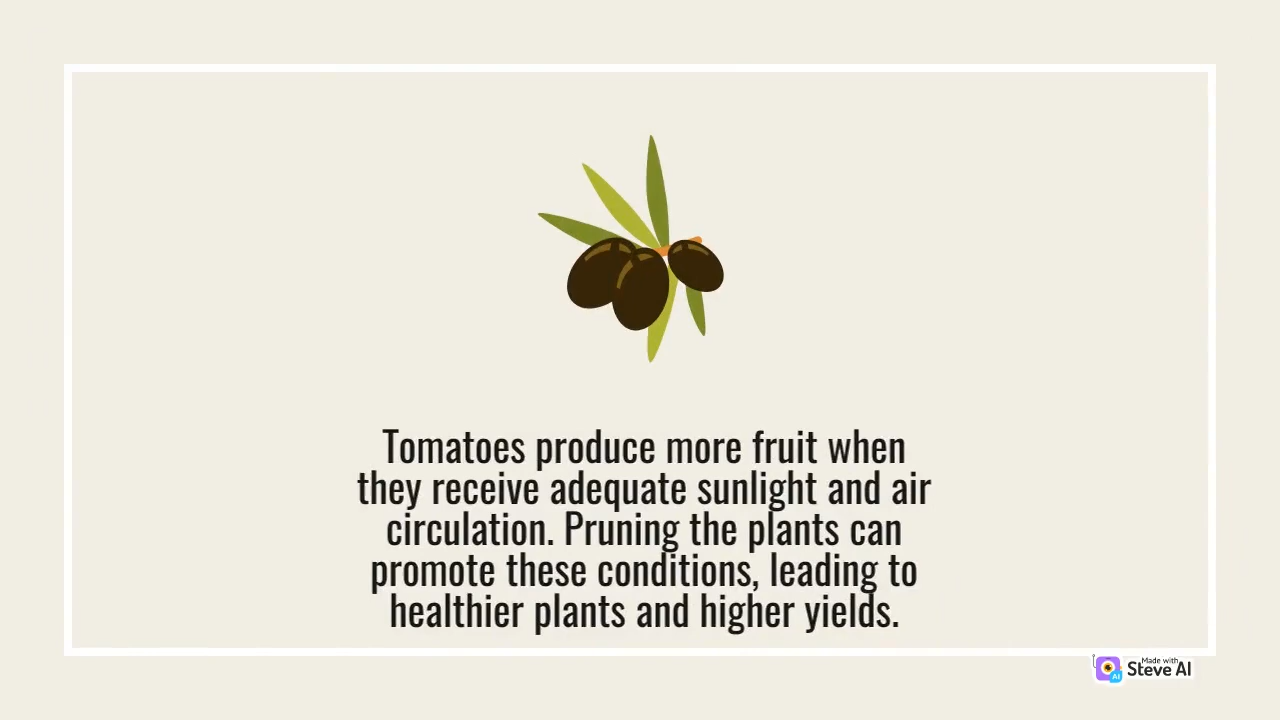 Tomatoes produce more fruit when
they receive adequate sunlight and air
circulation. Pruning the plants can
promote these conditions, leading to
healthier plants and higher yields.
Made with
AI
Steve AI